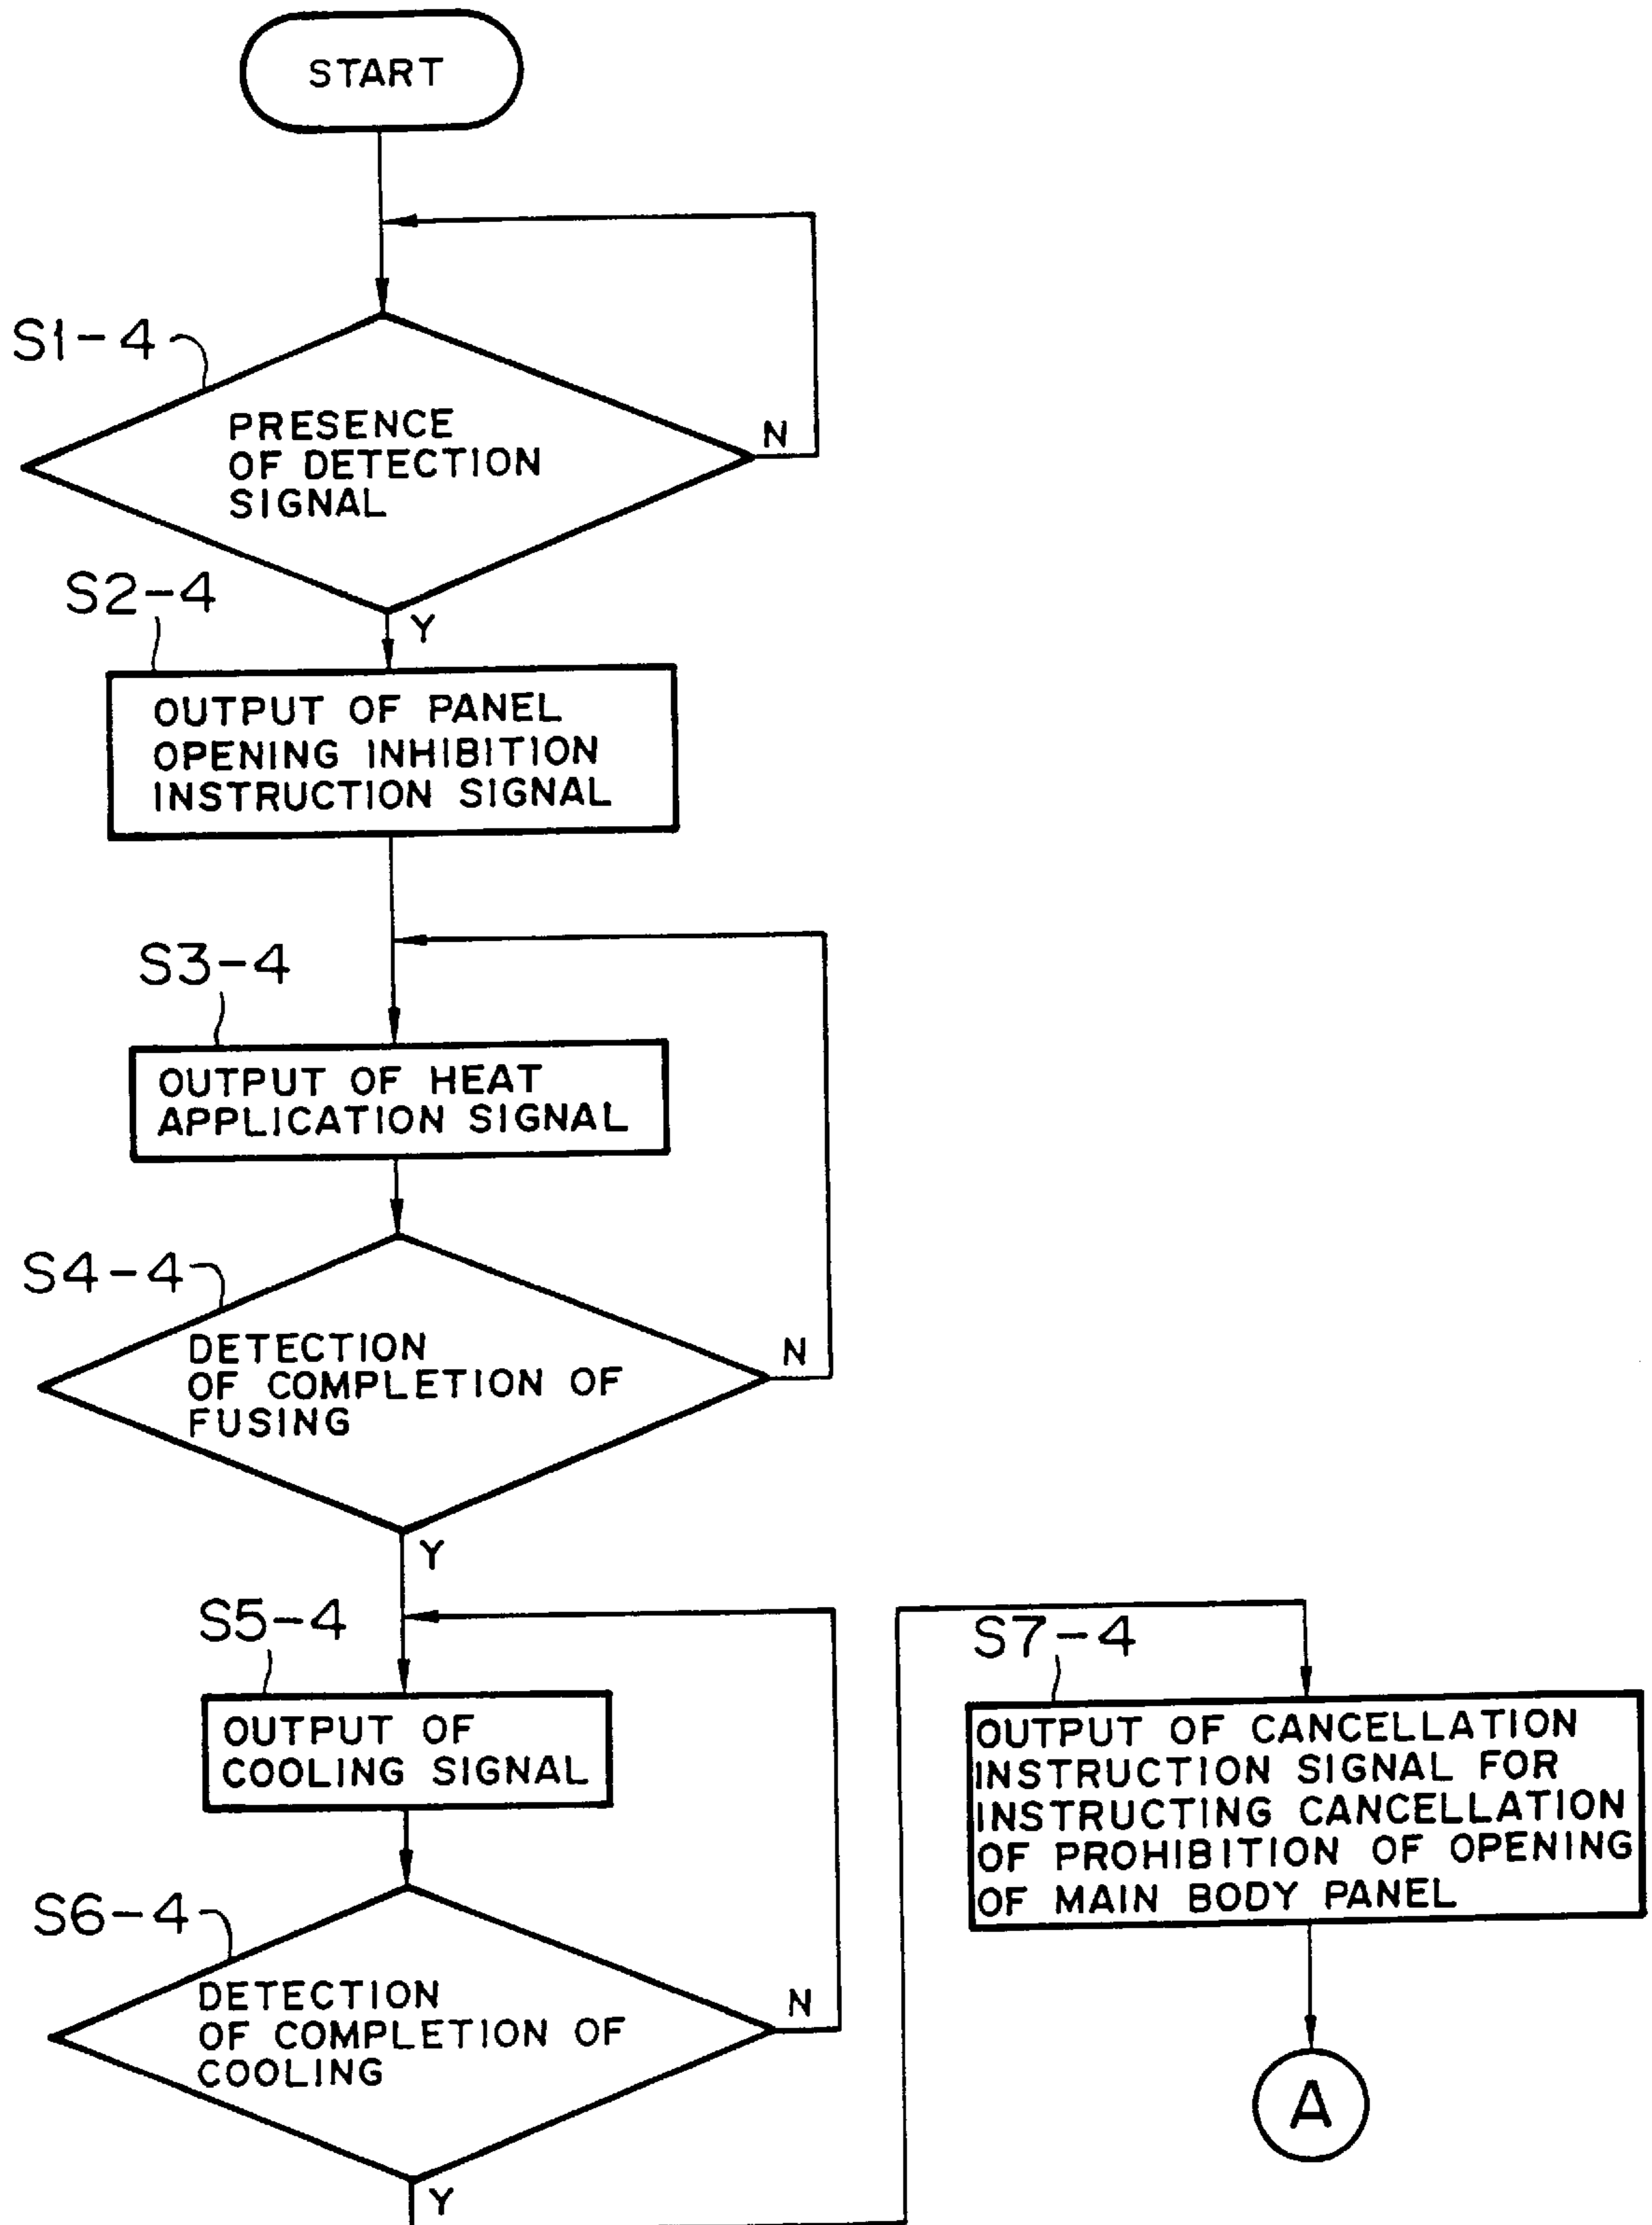 START
S1-4
PRESENCE
OF DETECTION
SIGNAL
N
Y
S2-4
OUTPUT OF PANEL
OPENING INHIBITION
INSTRUCTION SIGNAL
S3-4
OUTPUT OF HEAT
APPLICATION SIGNAL
S4-4
DETECTION
OF COMPLETION OF
FUSING
N
Y
S5-4
OUTPUT OF
COOLING SIGNAL
S6-4
DETECTION
OF COMPLETION OF
COOLING
N
Y
S7-4
OUTPUT OF CANCELLATION
INSTRUCTION SIGNAL FOR
INSTRUCTING CANCELLATION
OF PROHIBITION OF OPENING
OF MAIN BODY PANEL
A